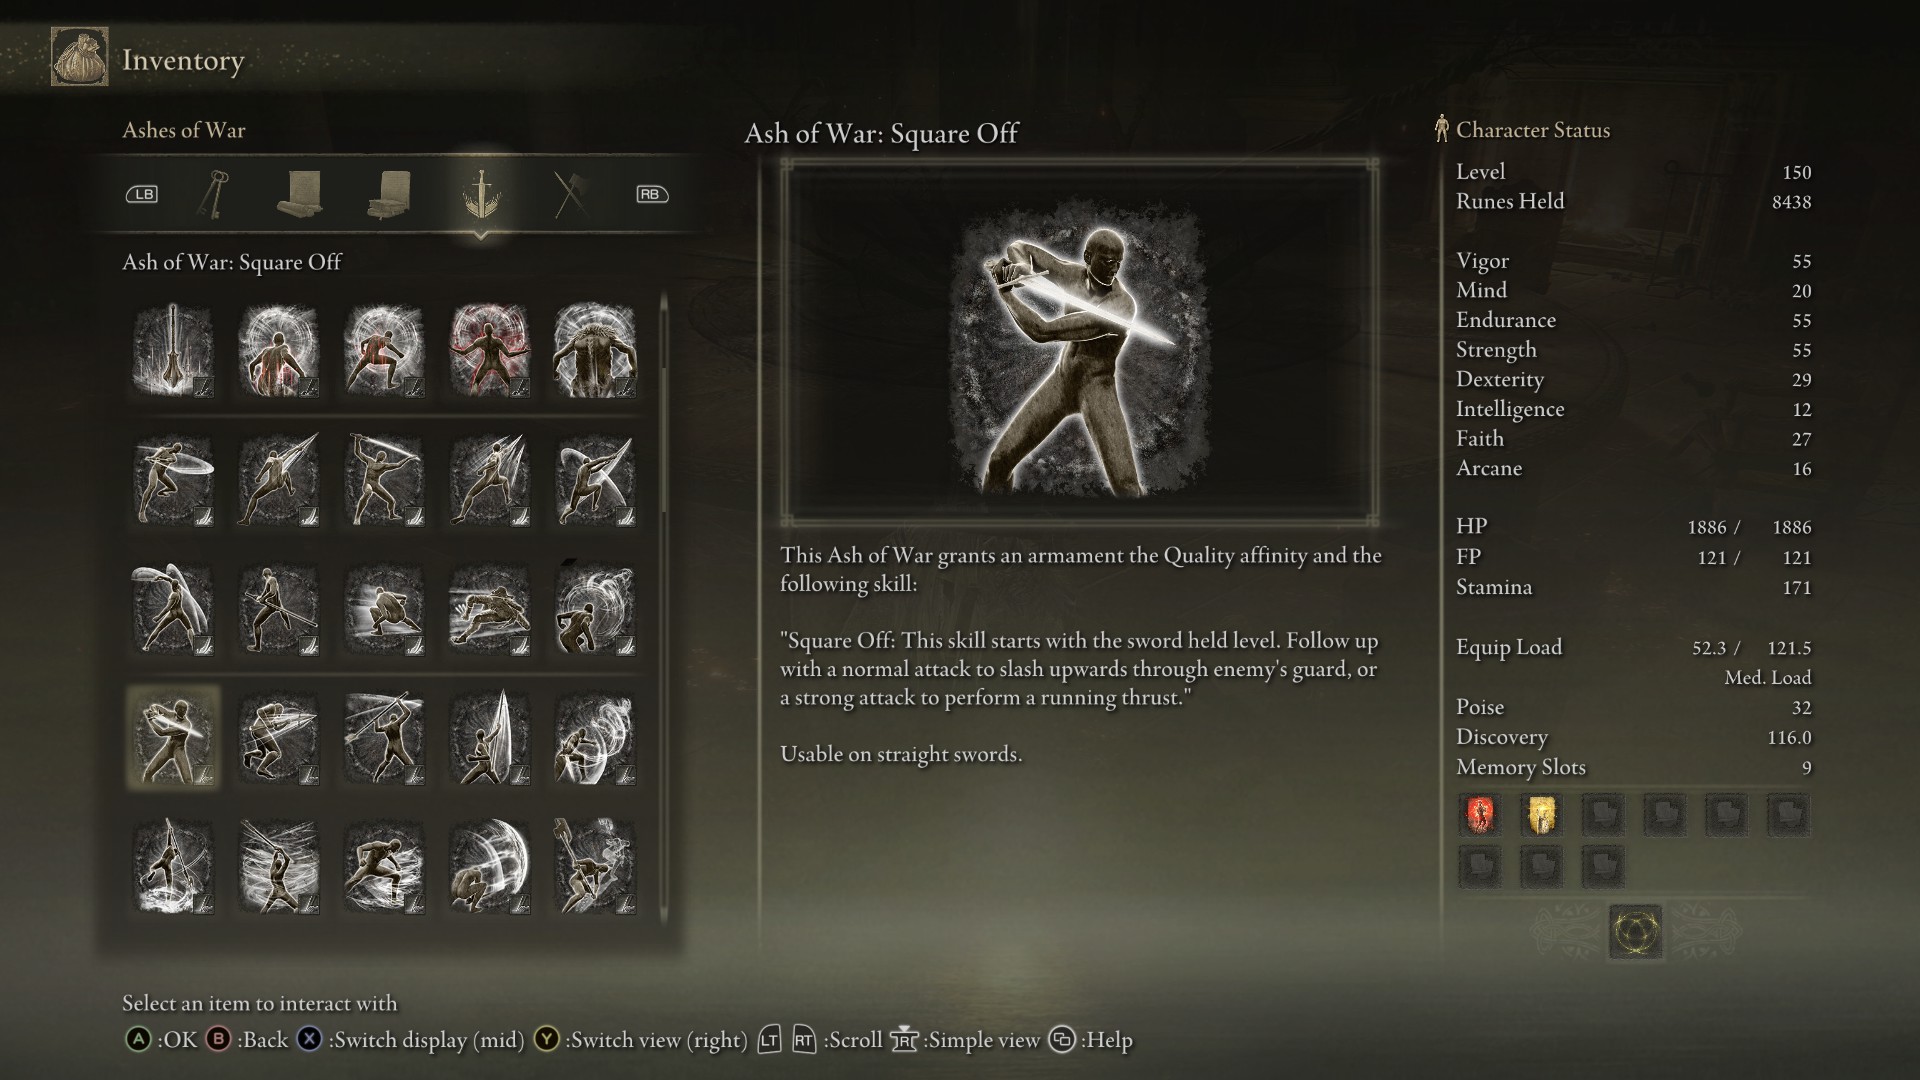 Inventory
Ashes of War
LB
RB
Ash of War: Square Off
Ash of War: Square Off
This Ash of War grants an armament the Quality affinity and the
following skill:
"Square Off: This skill starts with the sword held level. Follow up
with a normal attack to slash upwards through enemy's guard, or
a strong attack to perform a running thrust."
Usable on straight swords.
Character Status
Level 150
Runes Held 8438
Vigor 55
Mind 20
Endurance 55
Strength 55
Dexterity 29
Intelligence 12
Faith 27
Arcane 16
HP 1886 / 1886
FP 121 / 121
Stamina 171
Equip Load 52.3 / 121.5
Med. Load
Poise 32
Discovery 116.0
Memory Slots 9
Select an item to interact with
A :OK B :Back X :Switch display (mid) Y :Switch view (right) LT RT :Scroll R :Simple view :Help